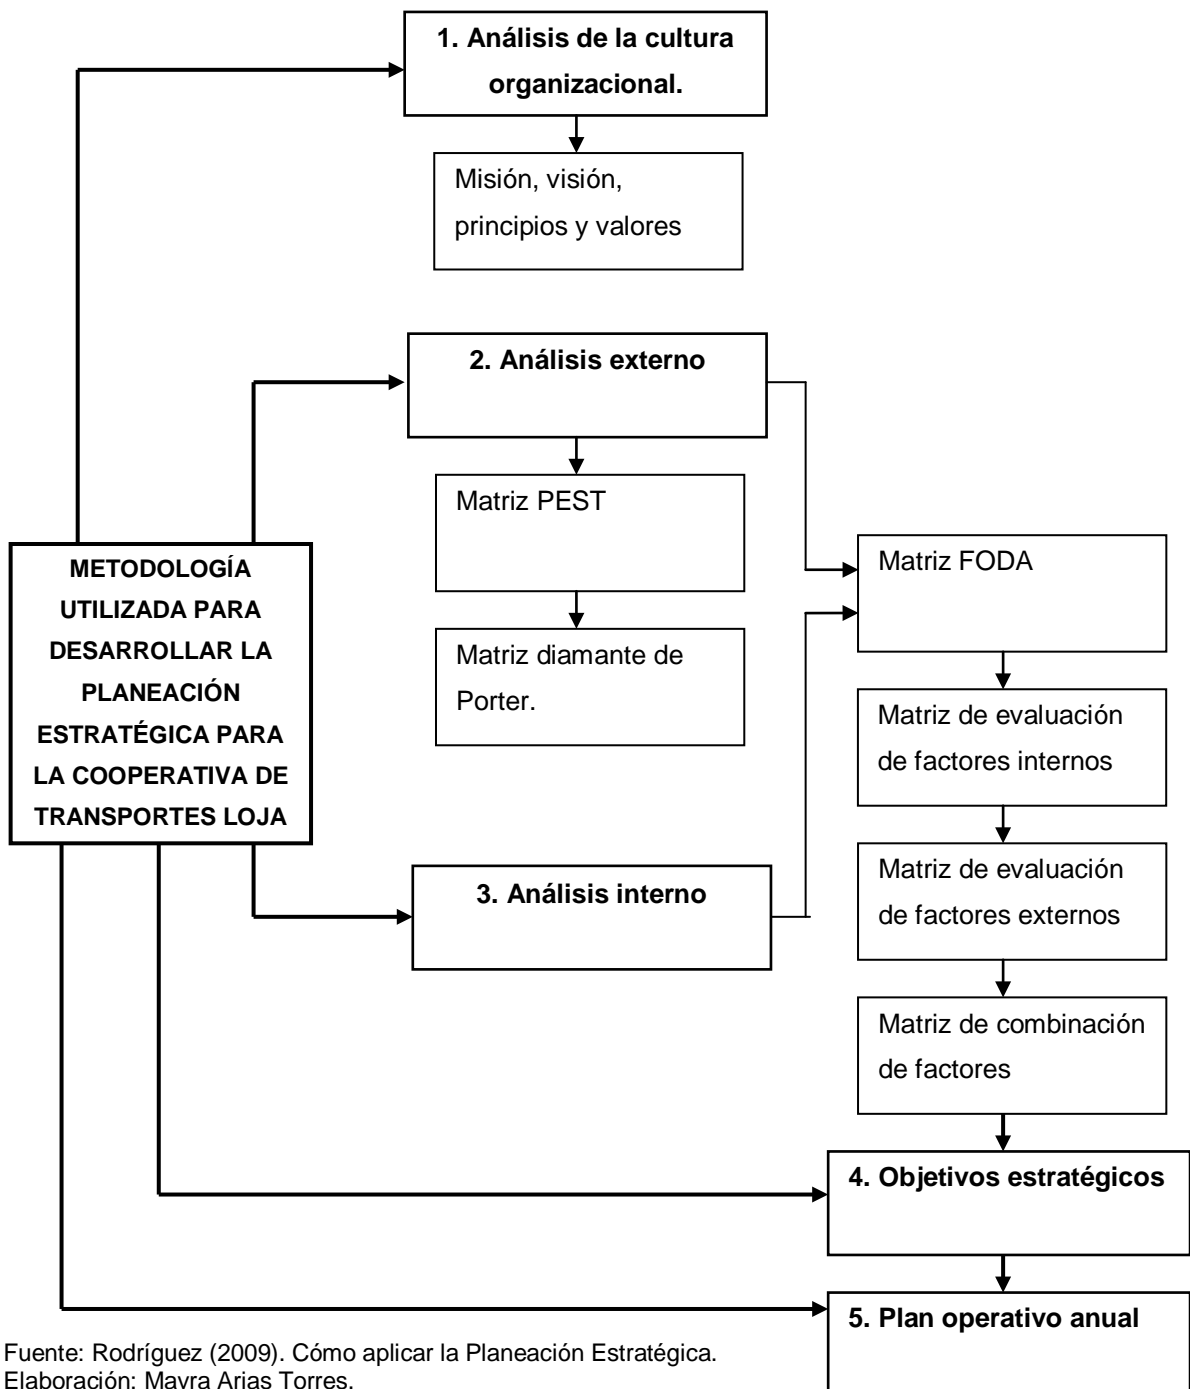 1. Análisis de la cultura
organizacional.
Misión, visión,
principios y valores
2. Análisis externo
Matriz PEST
Matriz diamante de
Porter.
METODOLOGÍA
UTILIZADA PARA
DESARROLLAR LA
PLANEACIÓN
ESTRATÉGICA PARA
LA COOPERATIVA DE
TRANSPORTES LOJA
3. Análisis interno
Matriz FODA
Matriz de evaluación
de factores internos
Matriz de evaluación
de factores externos
Matriz de combinación
de factores
4. Objetivos estratégicos
5. Plan operativo anual
Fuente: Rodríguez (2009). Cómo aplicar la Planeación Estratégica.
Elaboración: Mayra Arias Torres.